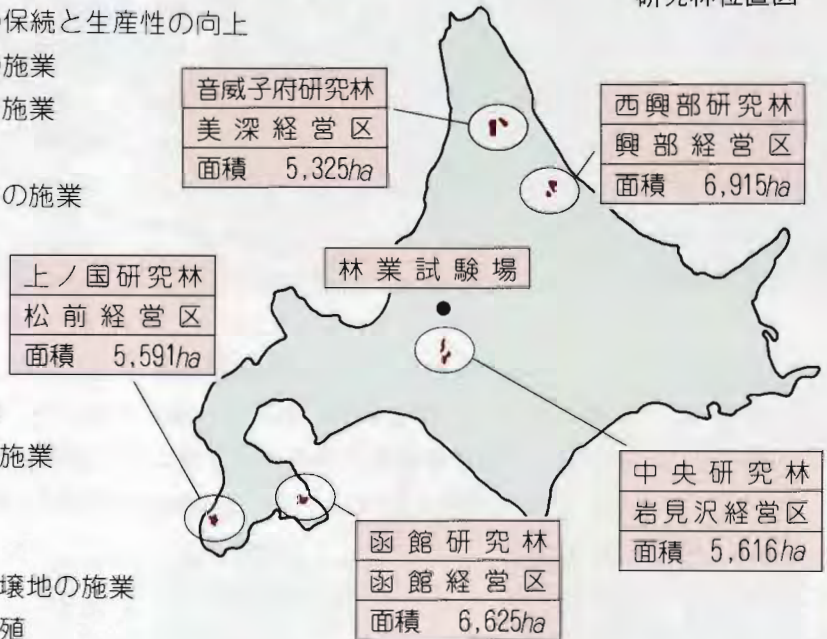 保続と生産性の向上
施業
施業
の施業
施業
壌地の施業
殖
研究林位置図
音威子府研究林
美深経営区
面積 5,325ha
西興部研究林
興部経営区
面積 6,915ha
林業試験場
上ノ国研究林
松前経営区
面積 5,591ha
中央研究林
岩見沢経営区
面積 5,616ha
函館研究林
函館経営区
面積 6,625ha